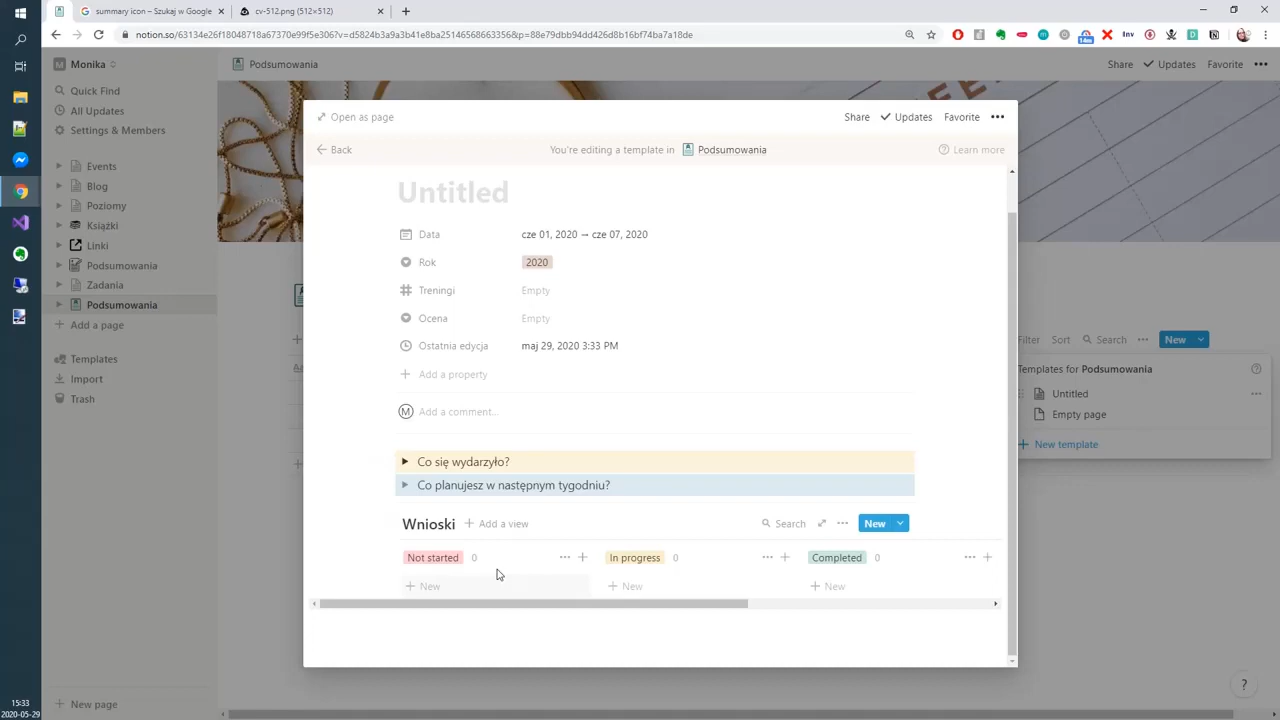 summary icon – Szukaj w Google
cv-512.png (512×512)
notion.so/63134e26f18048718a67370e99f5e306?v=d5824b3a9a3b41e8ba25146568663356&p=88e79dbb94dd426d8b16bf74ba7a18de
14m
Inv
M Monika
Quick Find
All Updates
Settings & Members
Events
Blog
Poziomy
Książki
Linki
Podsumowania
Zadania
Podsumowania
Add a page
Templates
Import
Trash
New page
Podsumowania
Share
Updates
Favorite
Open as page
Share
Updates
Favorite
Back
You're editing a template in Podsumowania
Learn more
Untitled
Data cze 01, 2020 → cze 07, 2020
Rok 2020
Treningi Empty
Ocena Empty
Ostatnia edycja maj 29, 2020 3:33 PM
Add a property
M Add a comment...
Co się wydarzyło?
Co planujesz w następnym tygodniu?
Wnioski + Add a view
Search
New
Not started 0
In progress 0
Completed 0
+ New
+ New
+ New
Filter Sort Search New
Templates for Podsumowania
Untitled
Empty page
New template
?
15:33
2020-05-29